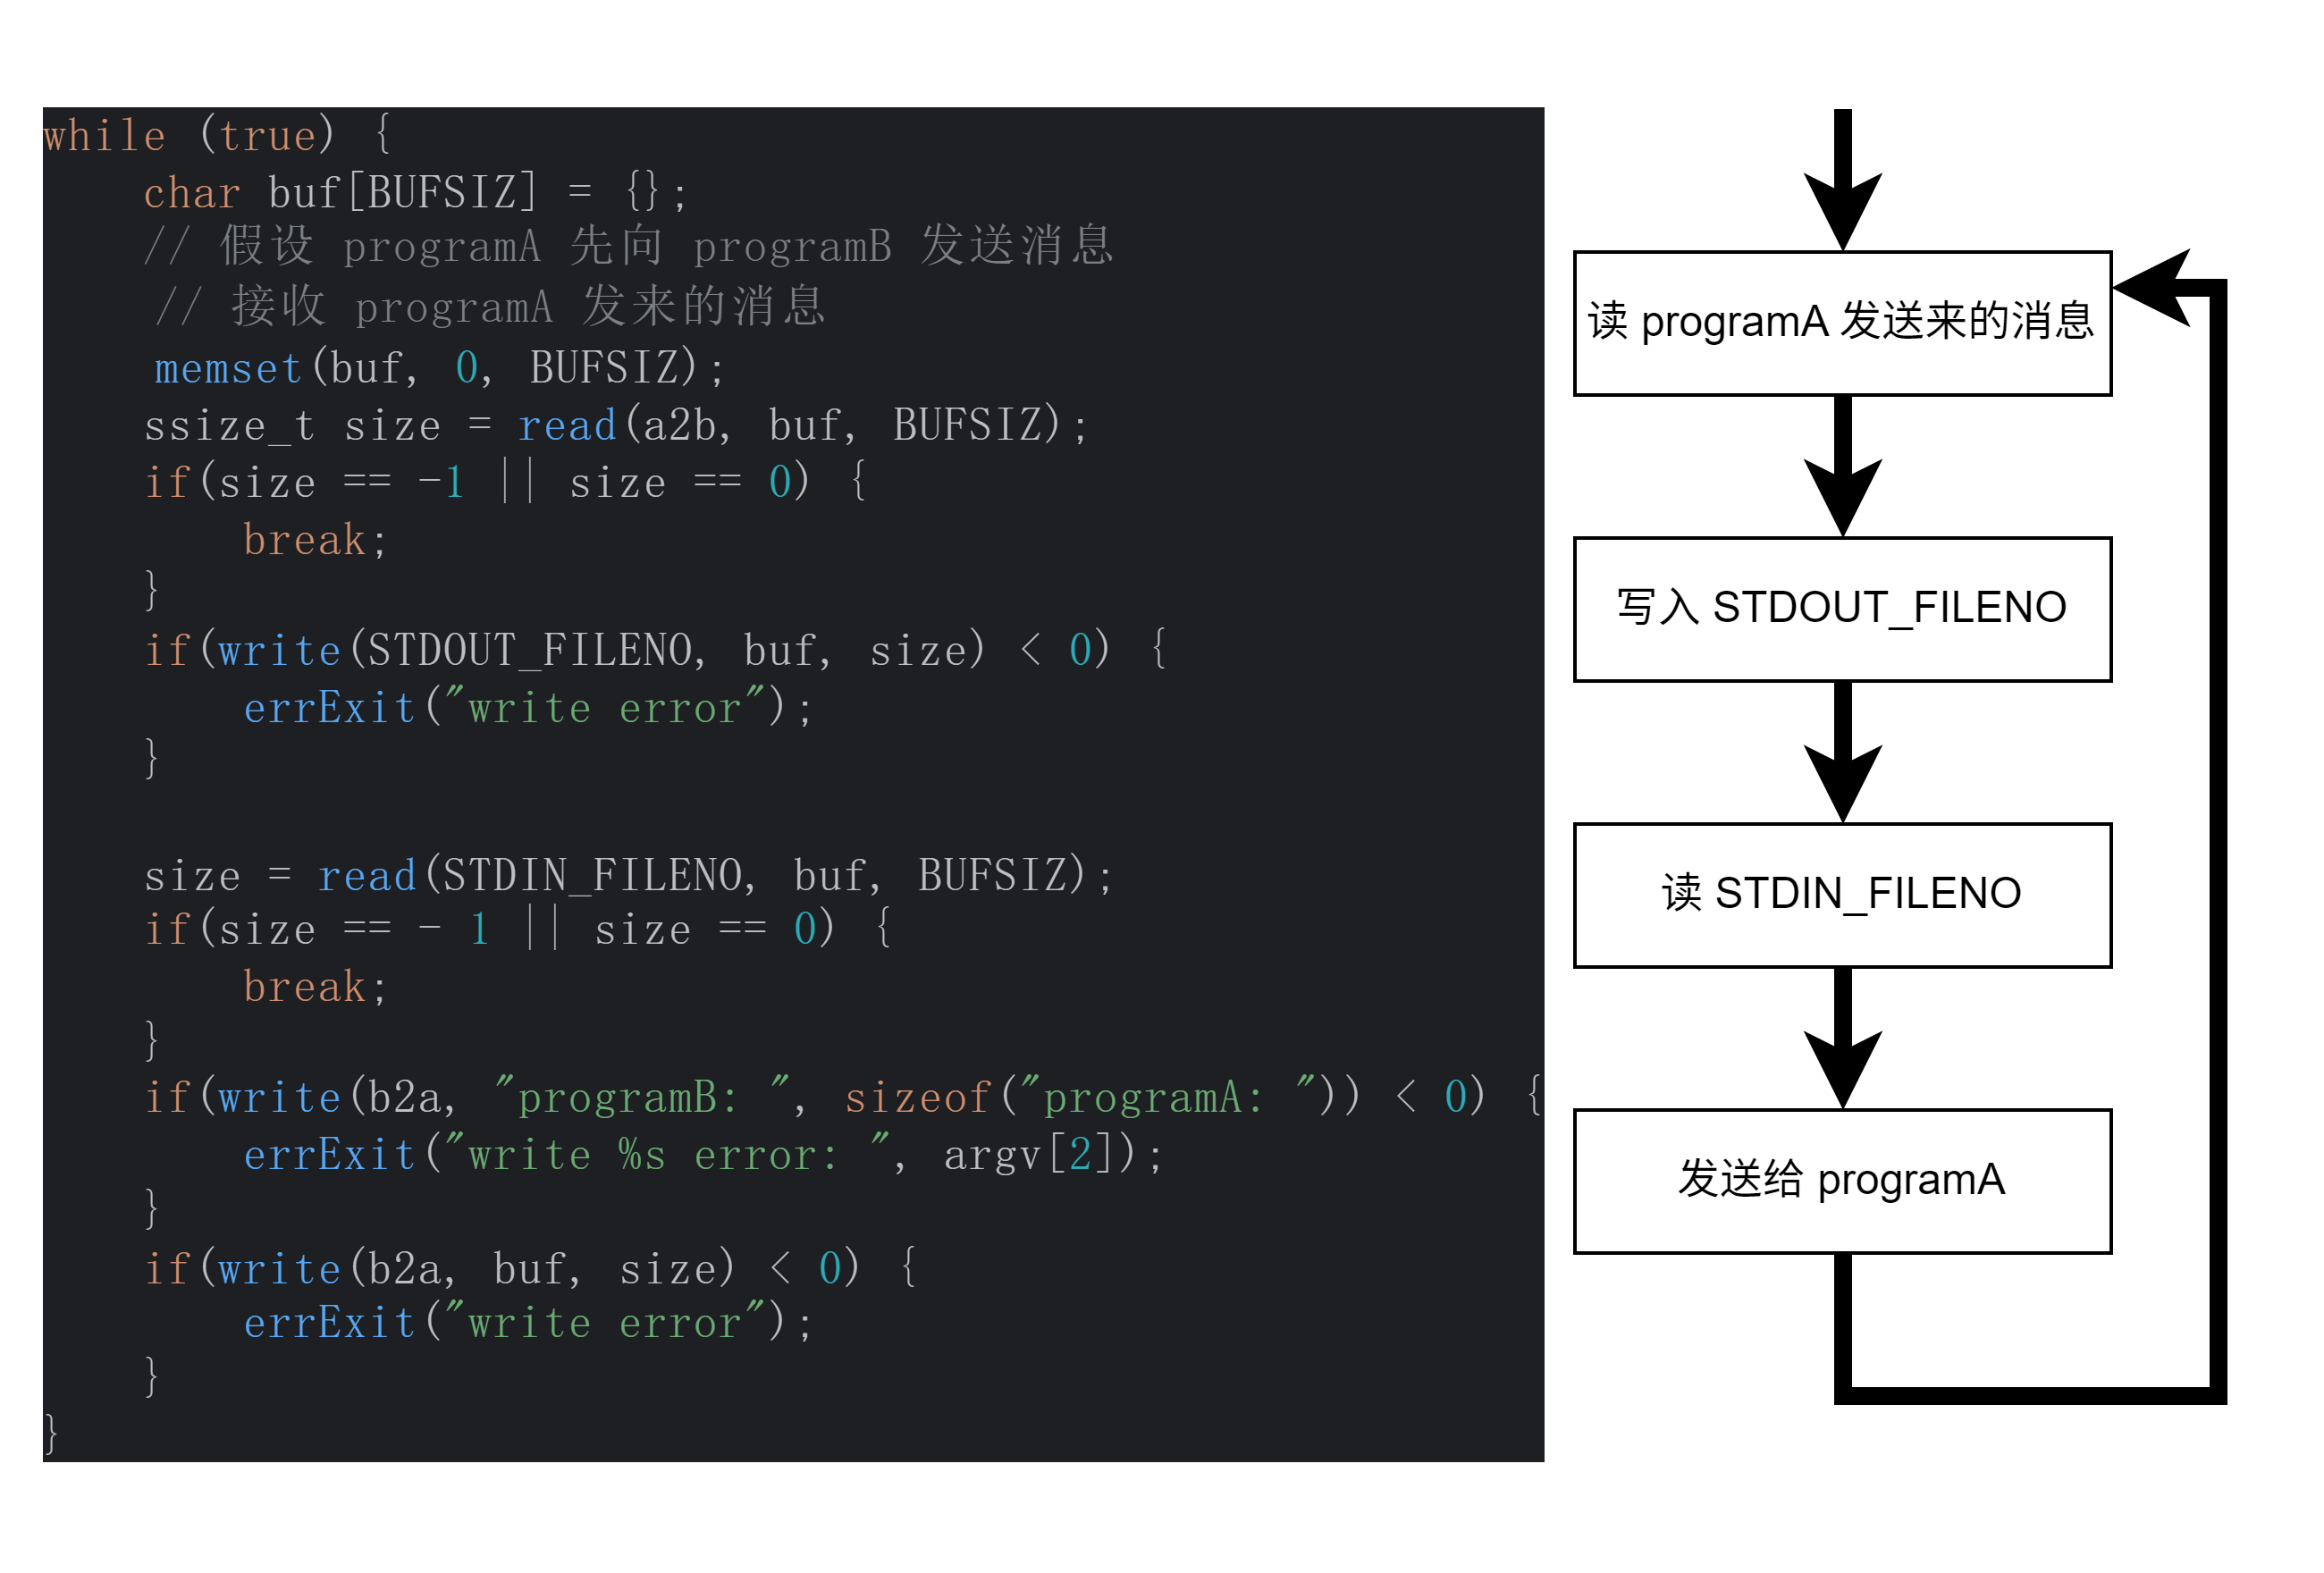 while (true) {
    char buf[BUFSIZ] = {};
    // 假设 programA 先向 programB 发送消息
    // 接收 programA 发来的消息
    memset(buf, 0, BUFSIZ);
    ssize_t size = read(a2b, buf, BUFSIZ);
    if(size == -1 || size == 0) {
        break;
    }
    if(write(STDOUT_FILENO, buf, size) < 0) {
        errExit("write error");
    }
    size = read(STDIN_FILENO, buf, BUFSIZ);
    if(size == - 1 || size == 0) {
        break;
    }
    if(write(b2a, "programB: ", sizeof("programA: ")) < 0) {
        errExit("write %s error: ", argv[2]);
    }
    if(write(b2a, buf, size) < 0) {
        errExit("write error");
    }
}
读 programA 发送来的消息
写入 STDOUT_FILENO
读 STDIN_FILENO
发送给 programA